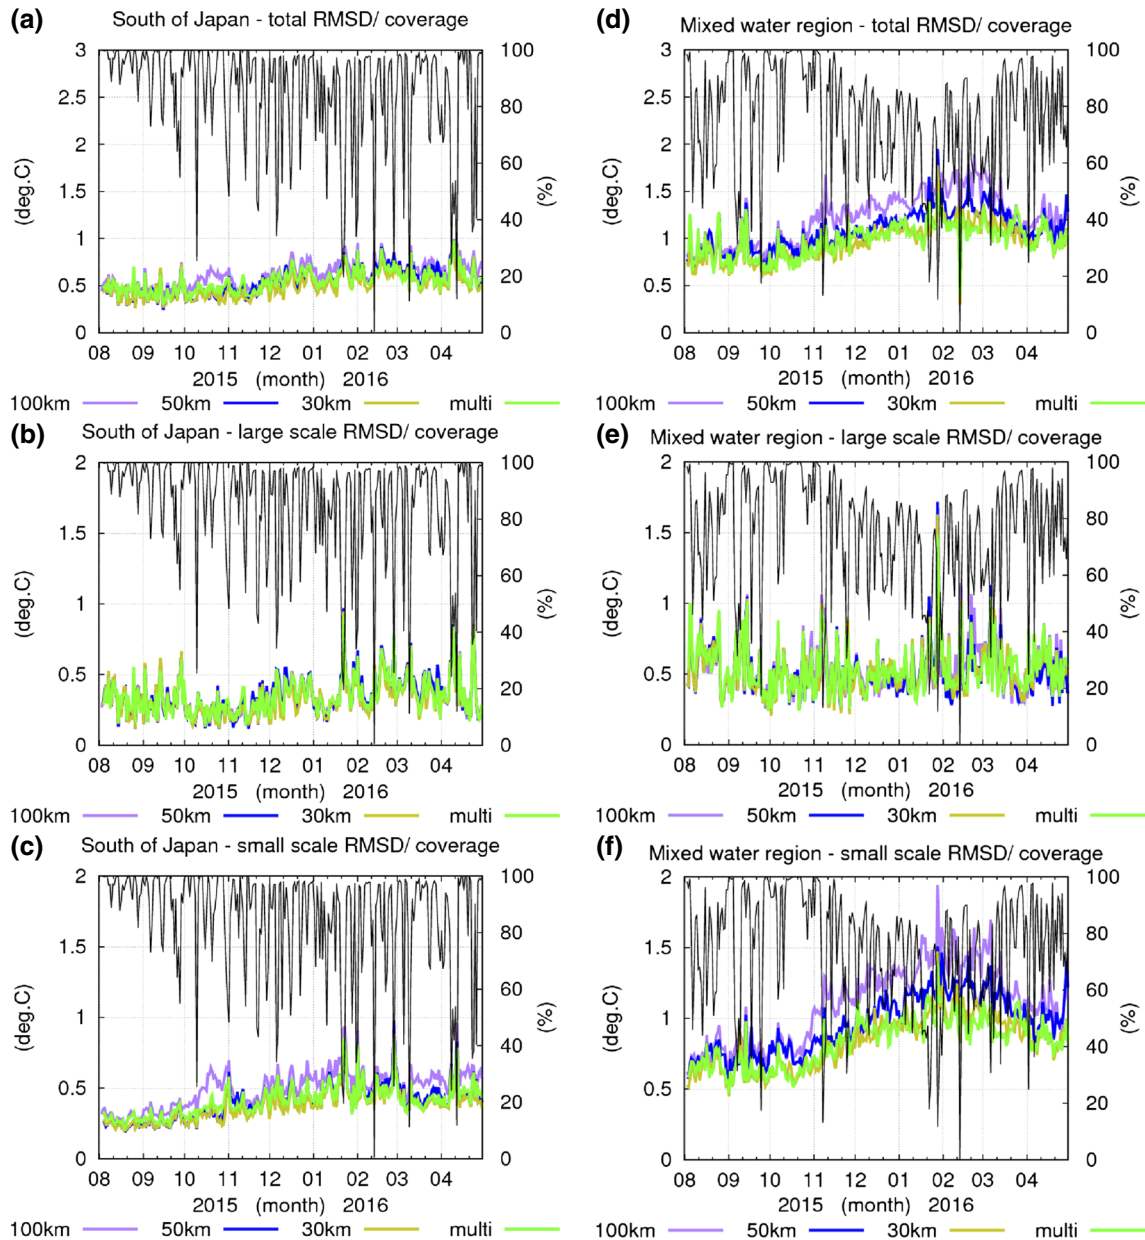 (a) South of Japan - total RMSD/ coverage
3 2.5 2 1.5 1 0.5 0
(deg.C)
100 80 60 40 20 0
(%)
08 09 10 11 12 01 02 03 04
2015 (month) 2016
100km 50km 30km multi
(b) South of Japan - large scale RMSD/ coverage
2 1.5 1 0.5 0
(deg.C)
100 80 60 40 20 0
(%)
08 09 10 11 12 01 02 03 04
2015 (month) 2016
100km 50km 30km multi
(c) South of Japan - small scale RMSD/ coverage
2 1.5 1 0.5 0
(deg.C)
100 80 60 40 20 0
(%)
08 09 10 11 12 01 02 03 04
2015 (month) 2016
100km 50km 30km multi
(d) Mixed water region - total RMSD/ coverage
3 2.5 2 1.5 1 0.5 0
(deg.C)
100 80 60 40 20 0
(%)
08 09 10 11 12 01 02 03 04
2015 (month) 2016
100km 50km 30km multi
(e) Mixed water region - large scale RMSD/ coverage
2 1.5 1 0.5 0
(deg.C)
100 80 60 40 20 0
(%)
08 09 10 11 12 01 02 03 04
2015 (month) 2016
100km 50km 30km multi
(f) Mixed water region - small scale RMSD/ coverage
2 1.5 1 0.5 0
(deg.C)
100 80 60 40 20 0
(%)
08 09 10 11 12 01 02 03 04
2015 (month) 2016
100km 50km 30km multi